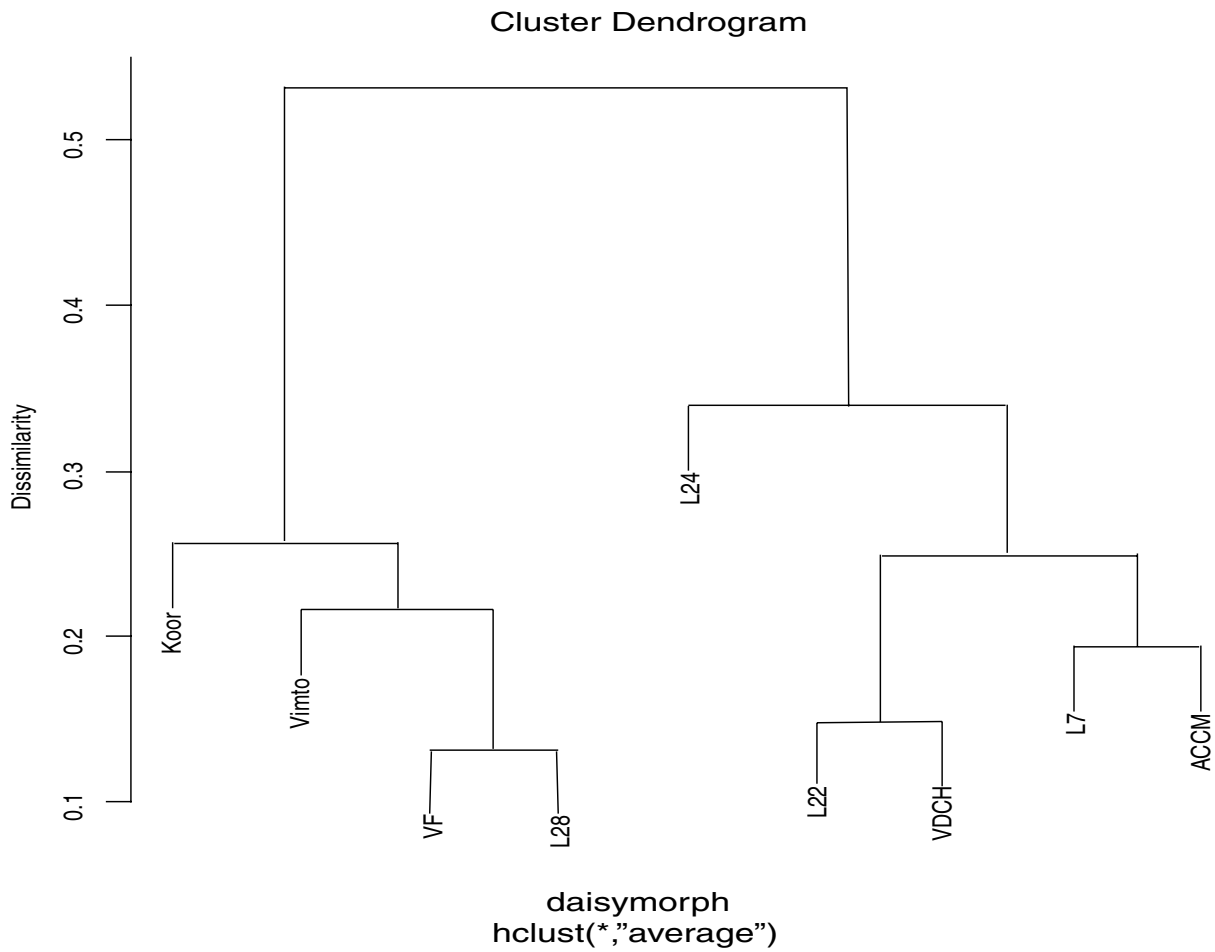 Cluster Dendrogram
Dissimilarity
0.5
0.4
0.3
0.2
0.1
Koor
Vimto
VF
L28
L24
L22
VDCH
L7
ACCM
daisymorph
hclust(*,”average”)